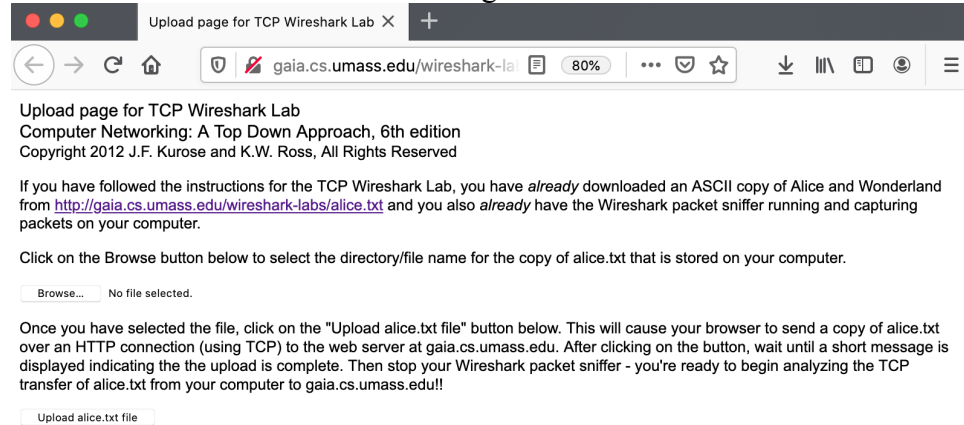 Upload page for TCP Wireshark Lab
gaia.cs.umass.edu/wireshark-la
80%
Upload page for TCP Wireshark Lab
Computer Networking: A Top Down Approach, 6th edition
Copyright 2012 J.F. Kurose and K.W. Ross, All Rights Reserved
If you have followed the instructions for the TCP Wireshark Lab, you have already downloaded an ASCII copy of Alice and Wonderland
from http://gaia.cs.umass.edu/wireshark-labs/alice.txt and you also already have the Wireshark packet sniffer running and capturing
packets on your computer.
Click on the Browse button below to select the directory/file name for the copy of alice.txt that is stored on your computer.
Browse... No file selected.
Once you have selected the file, click on the "Upload alice.txt file" button below. This will cause your browser to send a copy of alice.txt
over an HTTP connection (using TCP) to the web server at gaia.cs.umass.edu. After clicking on the button, wait until a short message is
displayed indicating the the upload is complete. Then stop your Wireshark packet sniffer - you're ready to begin analyzing the TCP
transfer of alice.txt from your computer to gaia.cs.umass.edu!!
Upload alice.txt file